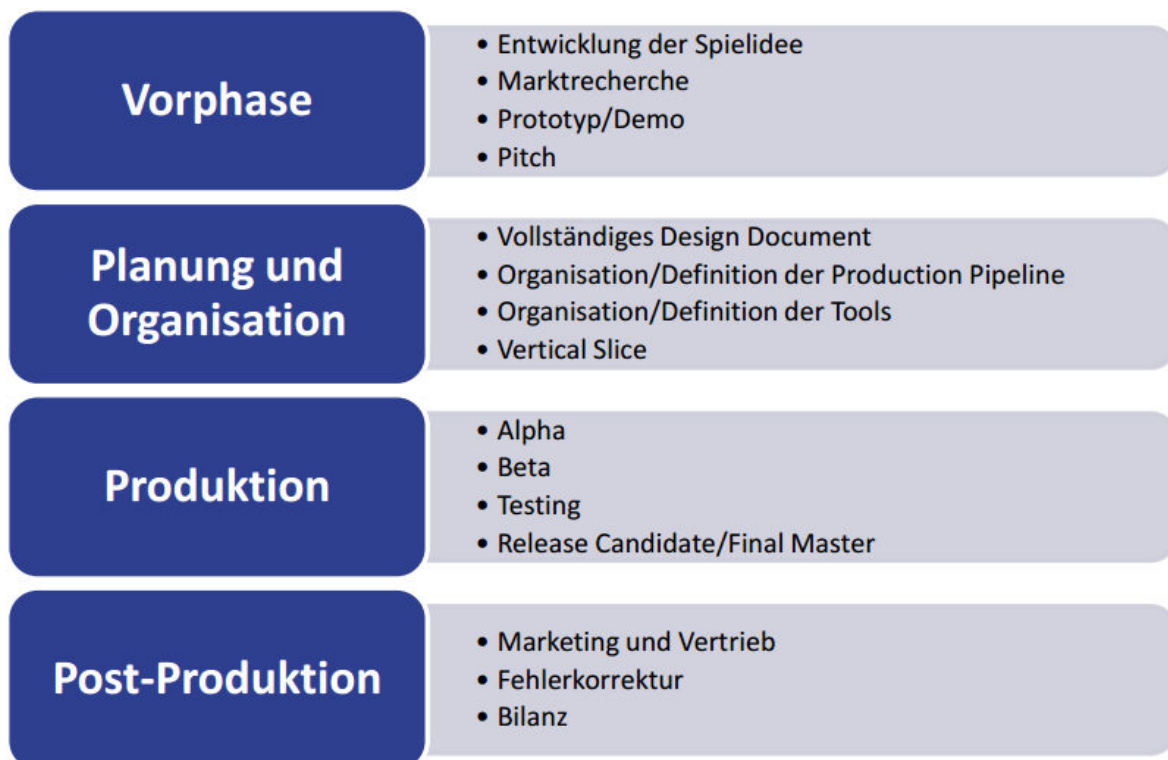 Vorphase
• Entwicklung der Spielidee
• Marktrecherche
• Prototyp/Demo
• Pitch
Planung und
Organisation
• Vollständiges Design Document
• Organisation/Definition der Production Pipeline
• Organisation/Definition der Tools
• Vertical Slice
Produktion
• Alpha
• Beta
• Testing
• Release Candidate/Final Master
Post-Produktion
• Marketing und Vertrieb
• Fehlerkorrektur
• Bilanz